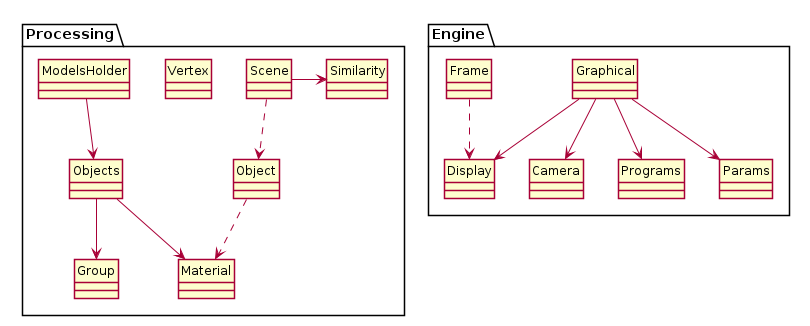 Processing
ModelsHolder
Vertex
Scene
Similarity
Objects
Object
Group
Material
Engine
Frame
Graphical
Display
Camera
Programs
Params